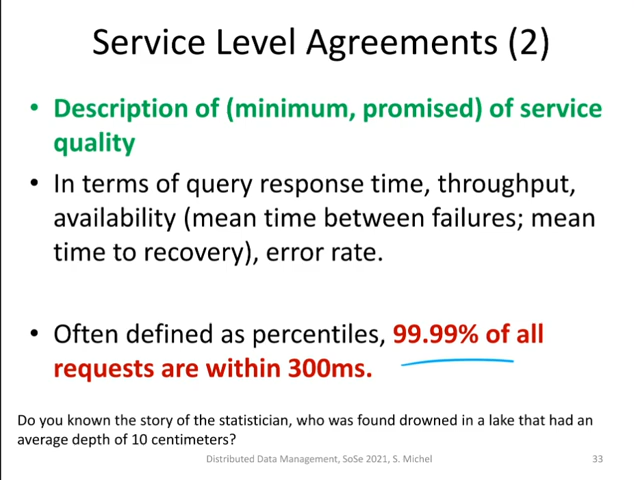 Service Level Agreements (2)
• Description of (minimum, promised) of service
quality
• In terms of query response time, throughput,
availability (mean time between failures; mean
time to recovery), error rate.
• Often defined as percentiles, 99.99% of all
requests are within 300ms.
Do you known the story of the statistician, who was found drowned in a lake that had an
average depth of 10 centimeters?
Distributed Data Management, SoSe 2021, S. Michel
33